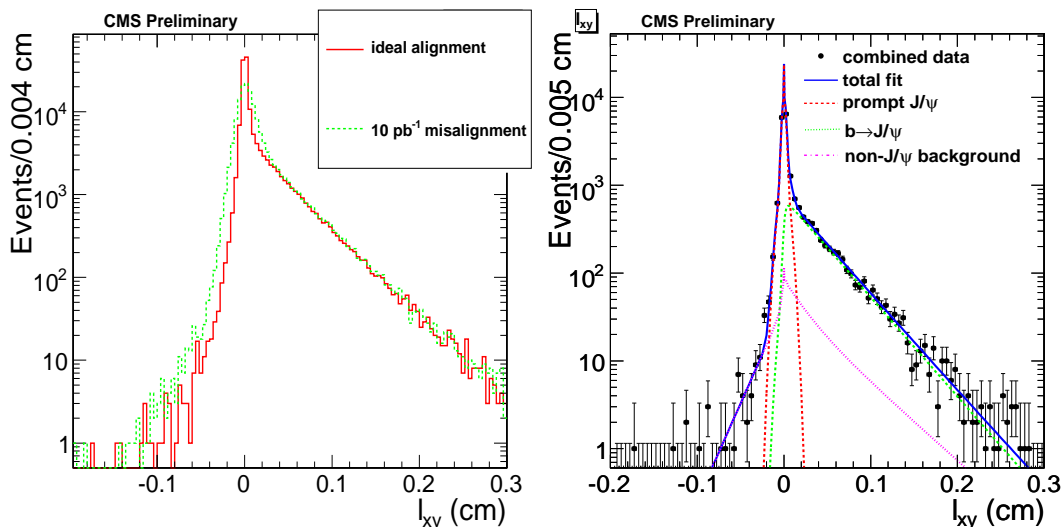 CMS Preliminary
ideal alignment
10 pb⁻¹ misalignment
Events/0.004 cm
10⁴
10³
10²
10
1
-0.1 0 0.1 0.2 0.3
l_xy (cm)
l_xy
CMS Preliminary
combined data
total fit
prompt J/ψ
b→J/ψ
non-J/ψ background
Events/0.005 cm
10⁴
10³
10²
10
1
-0.2 -0.1 0 0.1 0.2 0.3
l_xy (cm)